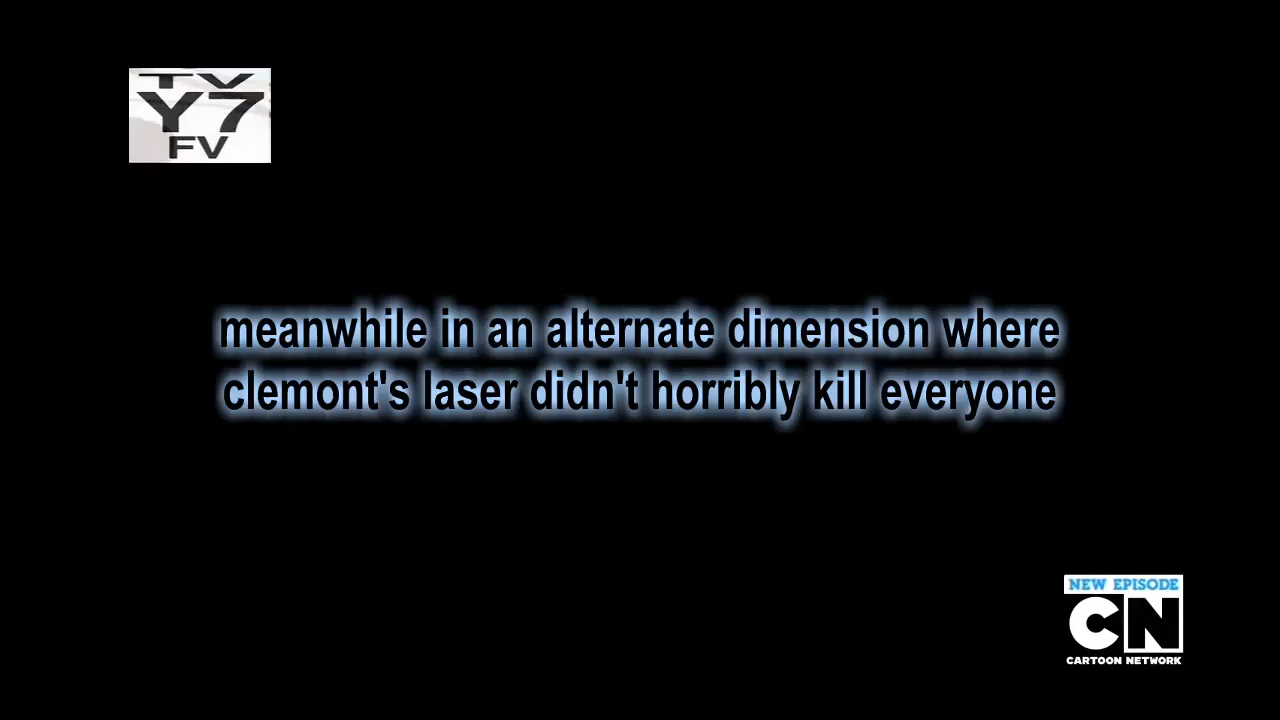 TV
Y7
FV
meanwhile in an alternate dimension where
clemont's laser didn't horribly kill everyone
NEW EPISODE
CN
CARTOON NETWORK